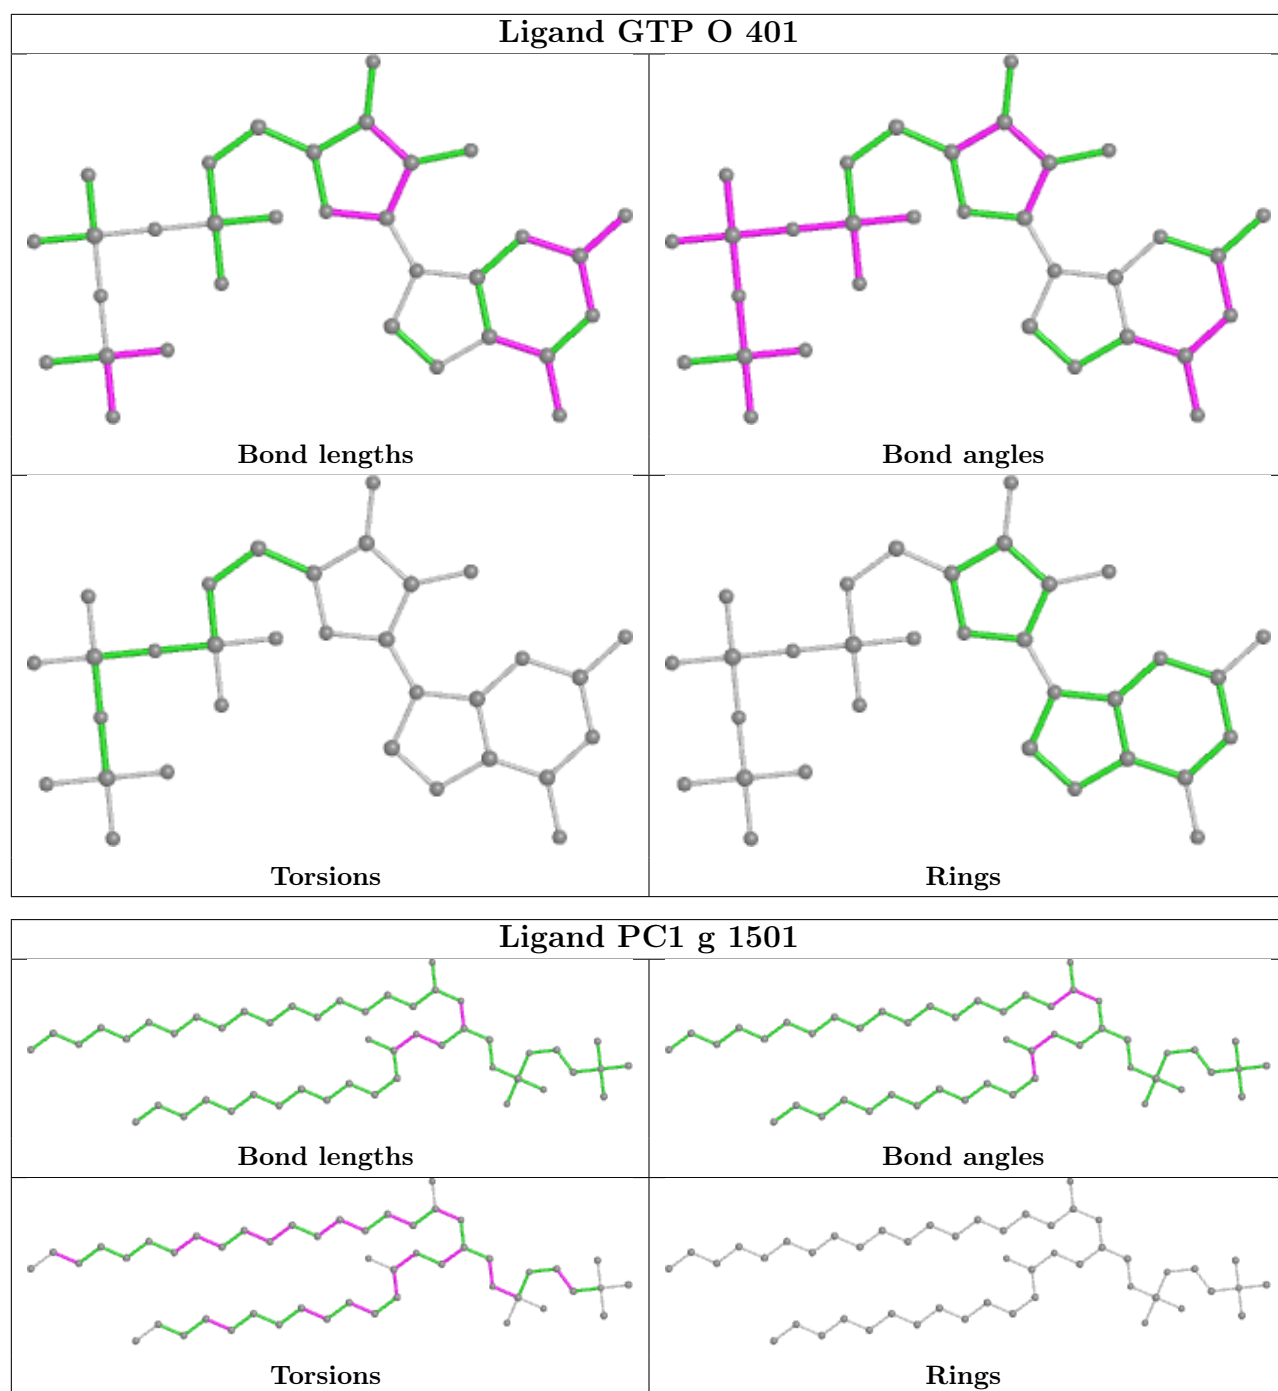 Ligand GTP O 401
Bond lengths
Bond angles
Torsions
Rings
Ligand PC1 g 1501
Bond lengths
Bond angles
Torsions
Rings